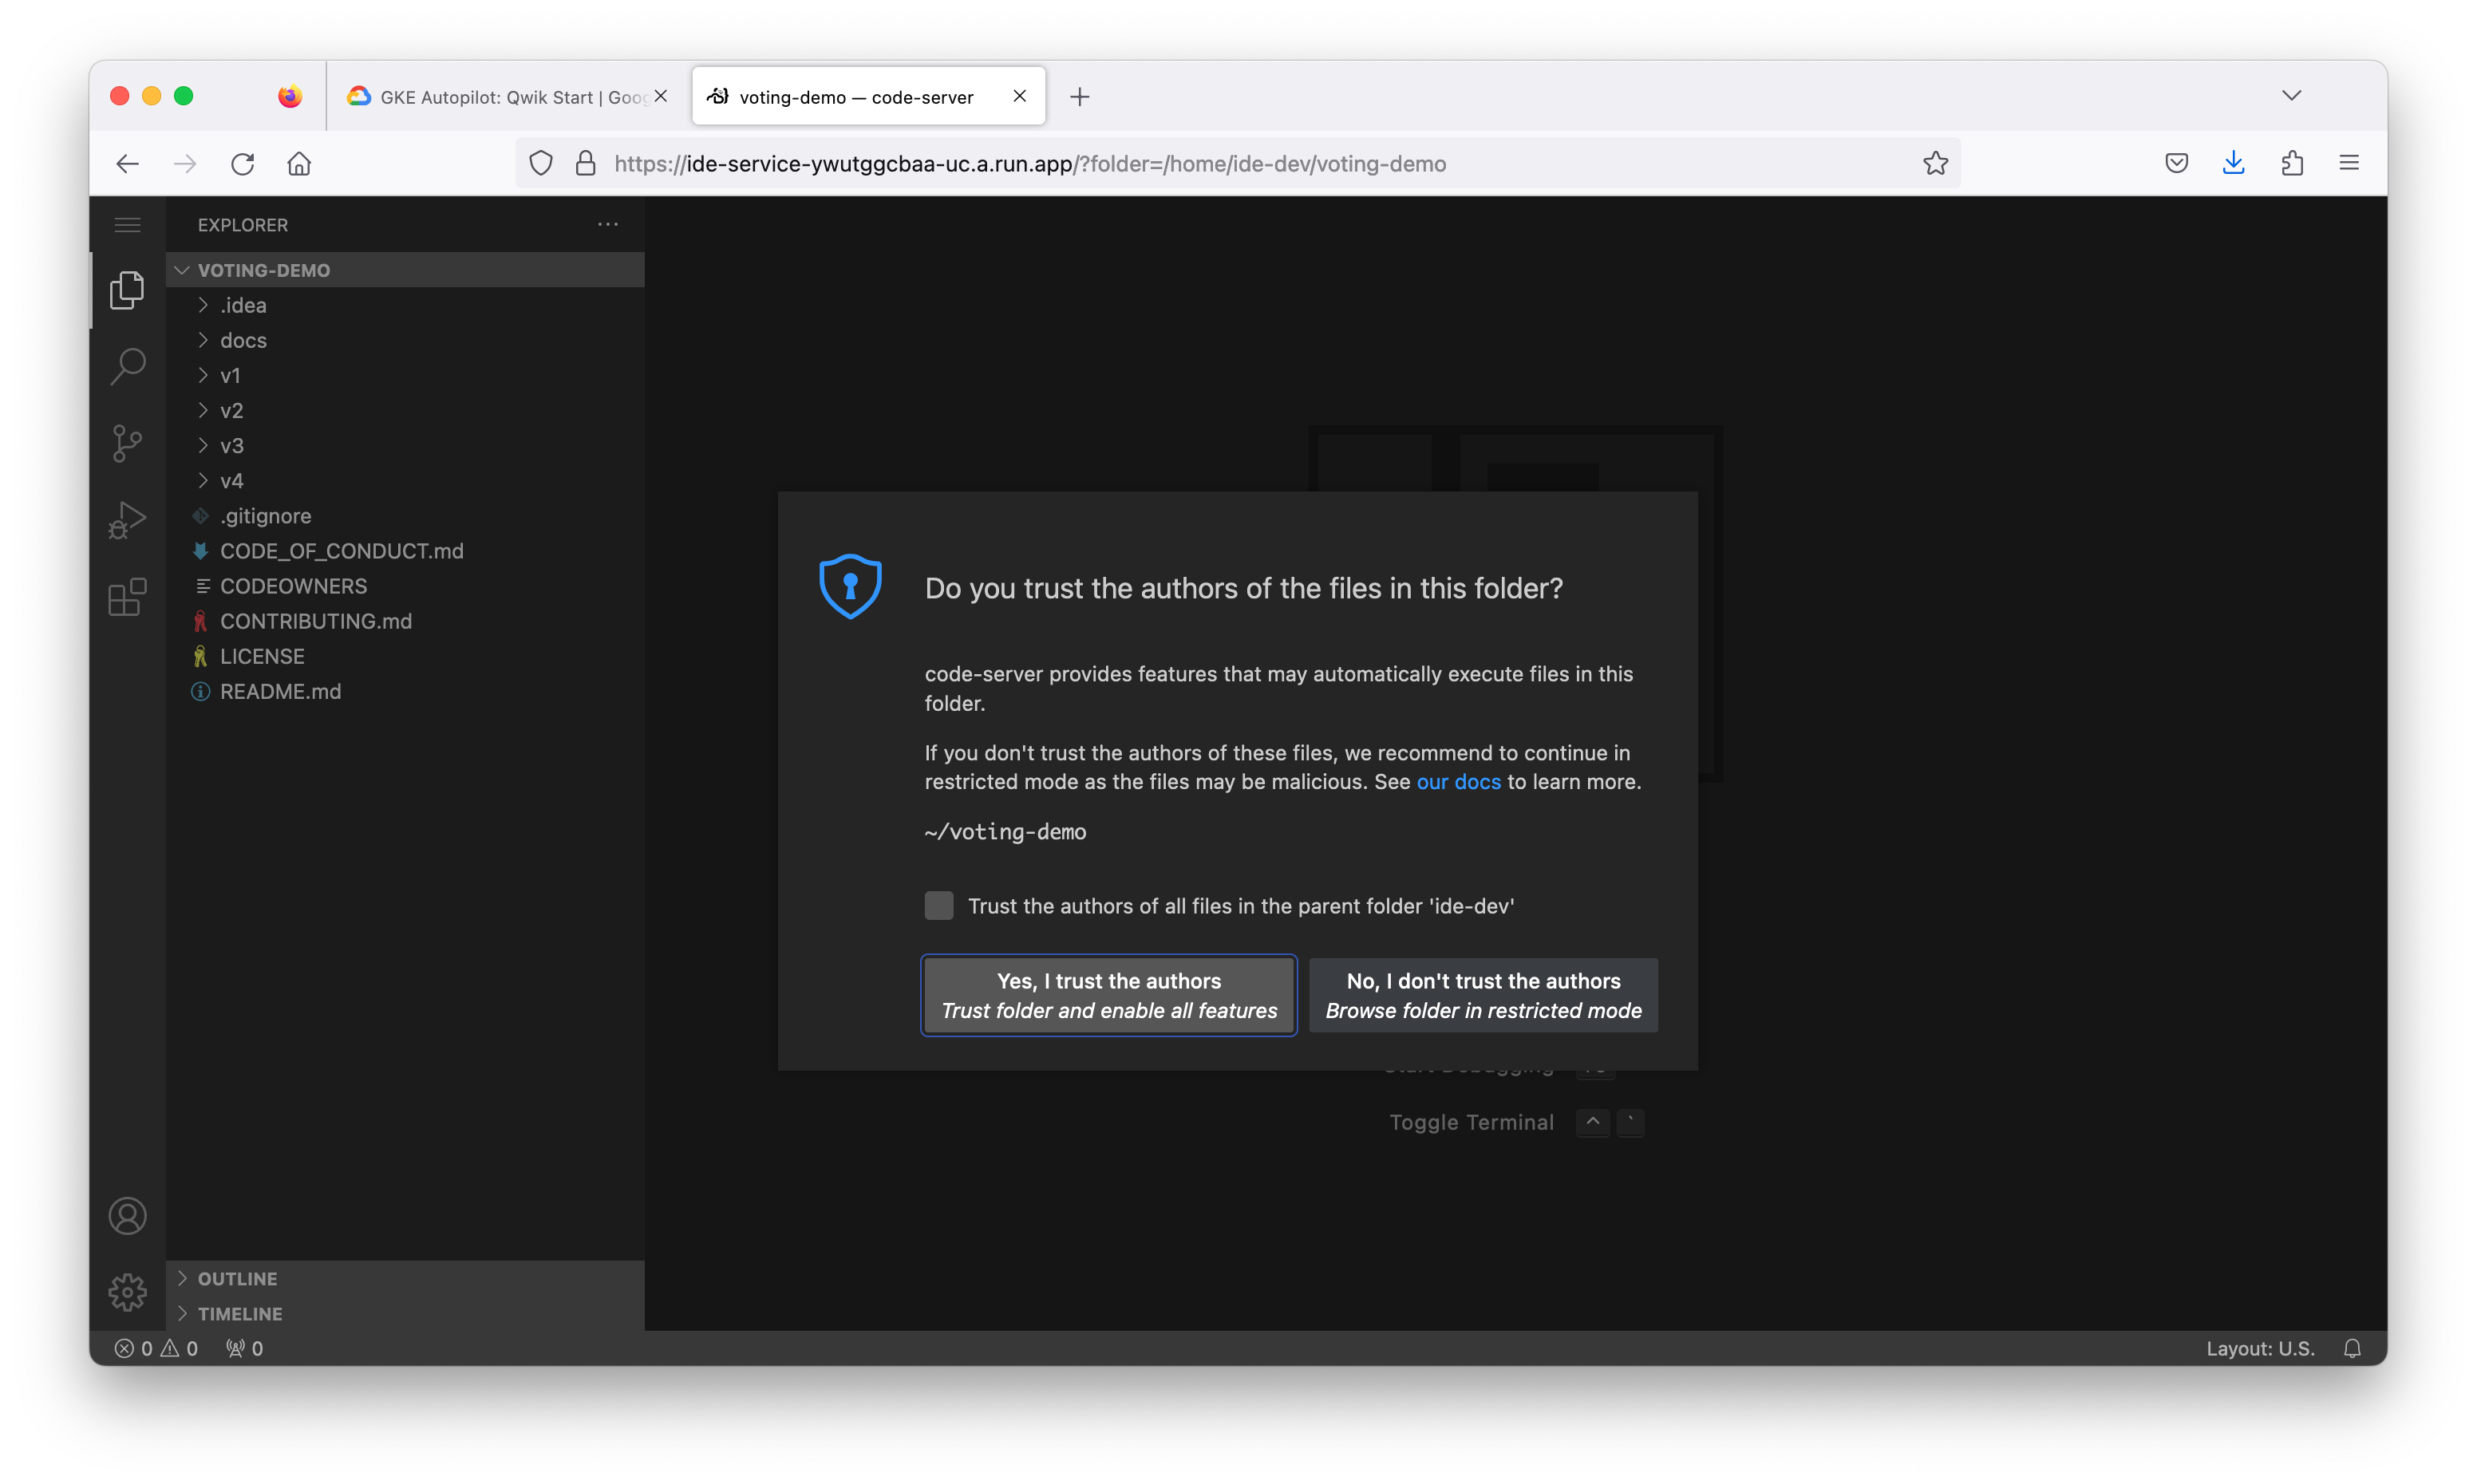 GKE Autopilot: Qwik Start | Goog
voting-demo — code-server
https://ide-service-ywutggcbaa-uc.a.run.app/?folder=/home/ide-dev/voting-demo
EXPLORER
VOTING-DEMO
.idea
docs
v1
v2
v3
v4
.gitignore
CODE_OF_CONDUCT.md
CODEOWNERS
CONTRIBUTING.md
LICENSE
README.md
Do you trust the authors of the files in this folder?
code-server provides features that may automatically execute files in this
folder.
If you don't trust the authors of these files, we recommend to continue in
restricted mode as the files may be malicious. See our docs to learn more.
~/voting-demo
Trust the authors of all files in the parent folder 'ide-dev'
Yes, I trust the authors
Trust folder and enable all features
No, I don't trust the authors
Browse folder in restricted mode
Start Debugging
Toggle Terminal ^ `
OUTLINE
TIMELINE
0 0 0
Layout: U.S.